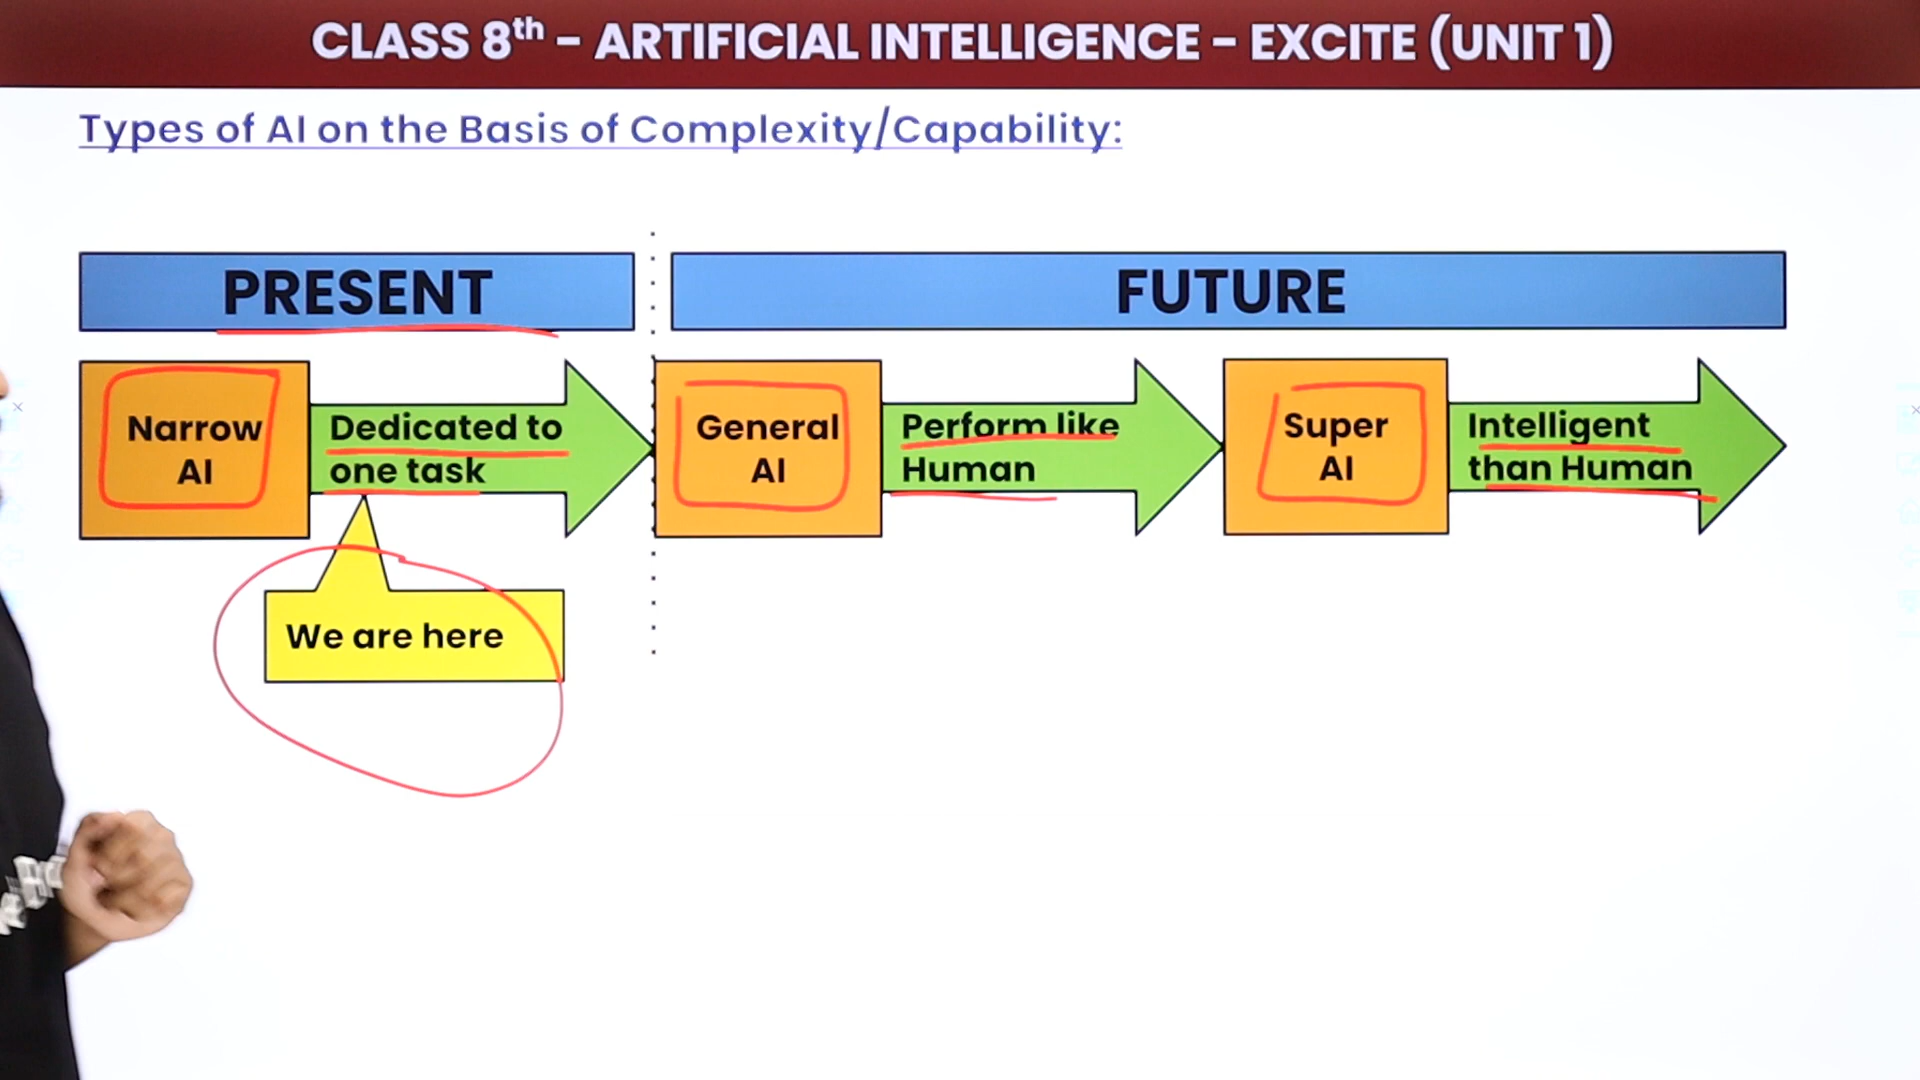 CLASS 8th - ARTIFICIAL INTELLIGENCE - EXCITE (UNIT 1)
Types of AI on the Basis of Complexity/Capability:
PRESENT
FUTURE
Narrow
AI
Dedicated to
one task
General
AI
Perform like
Human
Super
AI
Intelligent
than Human
We are here